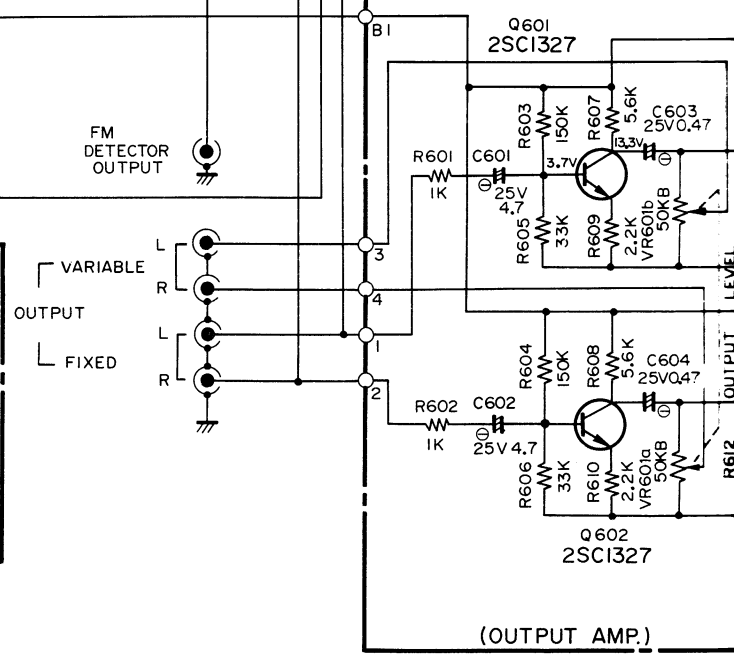 B1
Q601
2SC1327
FM
DETECTOR
OUTPUT
R603
150K
R607
5.6K
C603
25V0.47
13.3V
3.7V
R601
1K
C601
25V
4.7
R605
33K
R609
2.2K
VR601b
50KB
L
3
VARIABLE
R
4
OUTPUT
L
1
FIXED
R
2
LEVEL
OUTPUT
R604
150K
R608
5.6K
C604
25V0.47
R602
1K
C602
25V4.7
R606
33K
R610
2.2K
VR601a
50KB
R612
Q602
2SC1327
(OUTPUT AMP.)